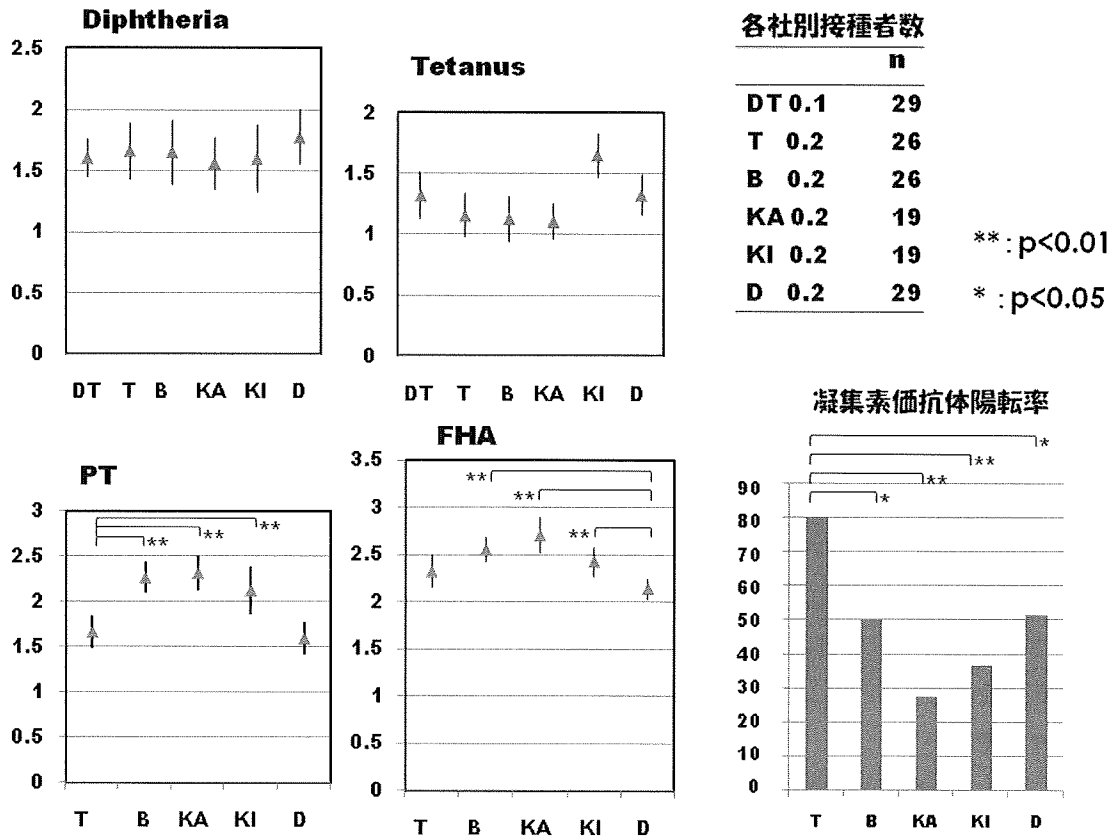 Diphtheria
2.5
2
1.5
1
0.5
0
DT T B KA KI D
Tetanus
2
1.5
1
0.5
0
DT T B KA KI D
各社別接種者数
n
DT 0.1 29
T 0.2 26
B 0.2 26
KA 0.2 19
KI 0.2 19
D 0.2 29
**: p<0.01
* : p<0.05
PT
3
2.5
2
1.5
1
0.5
0
** ** **
T B KA KI D
FHA
3.5
3
2.5
2
1.5
1
0.5
0
**
**
**
T B KA KI D
凝集素価抗体陽転率
*
**
**
*
90
80
70
60
50
40
30
20
10
0
T B KA KI D